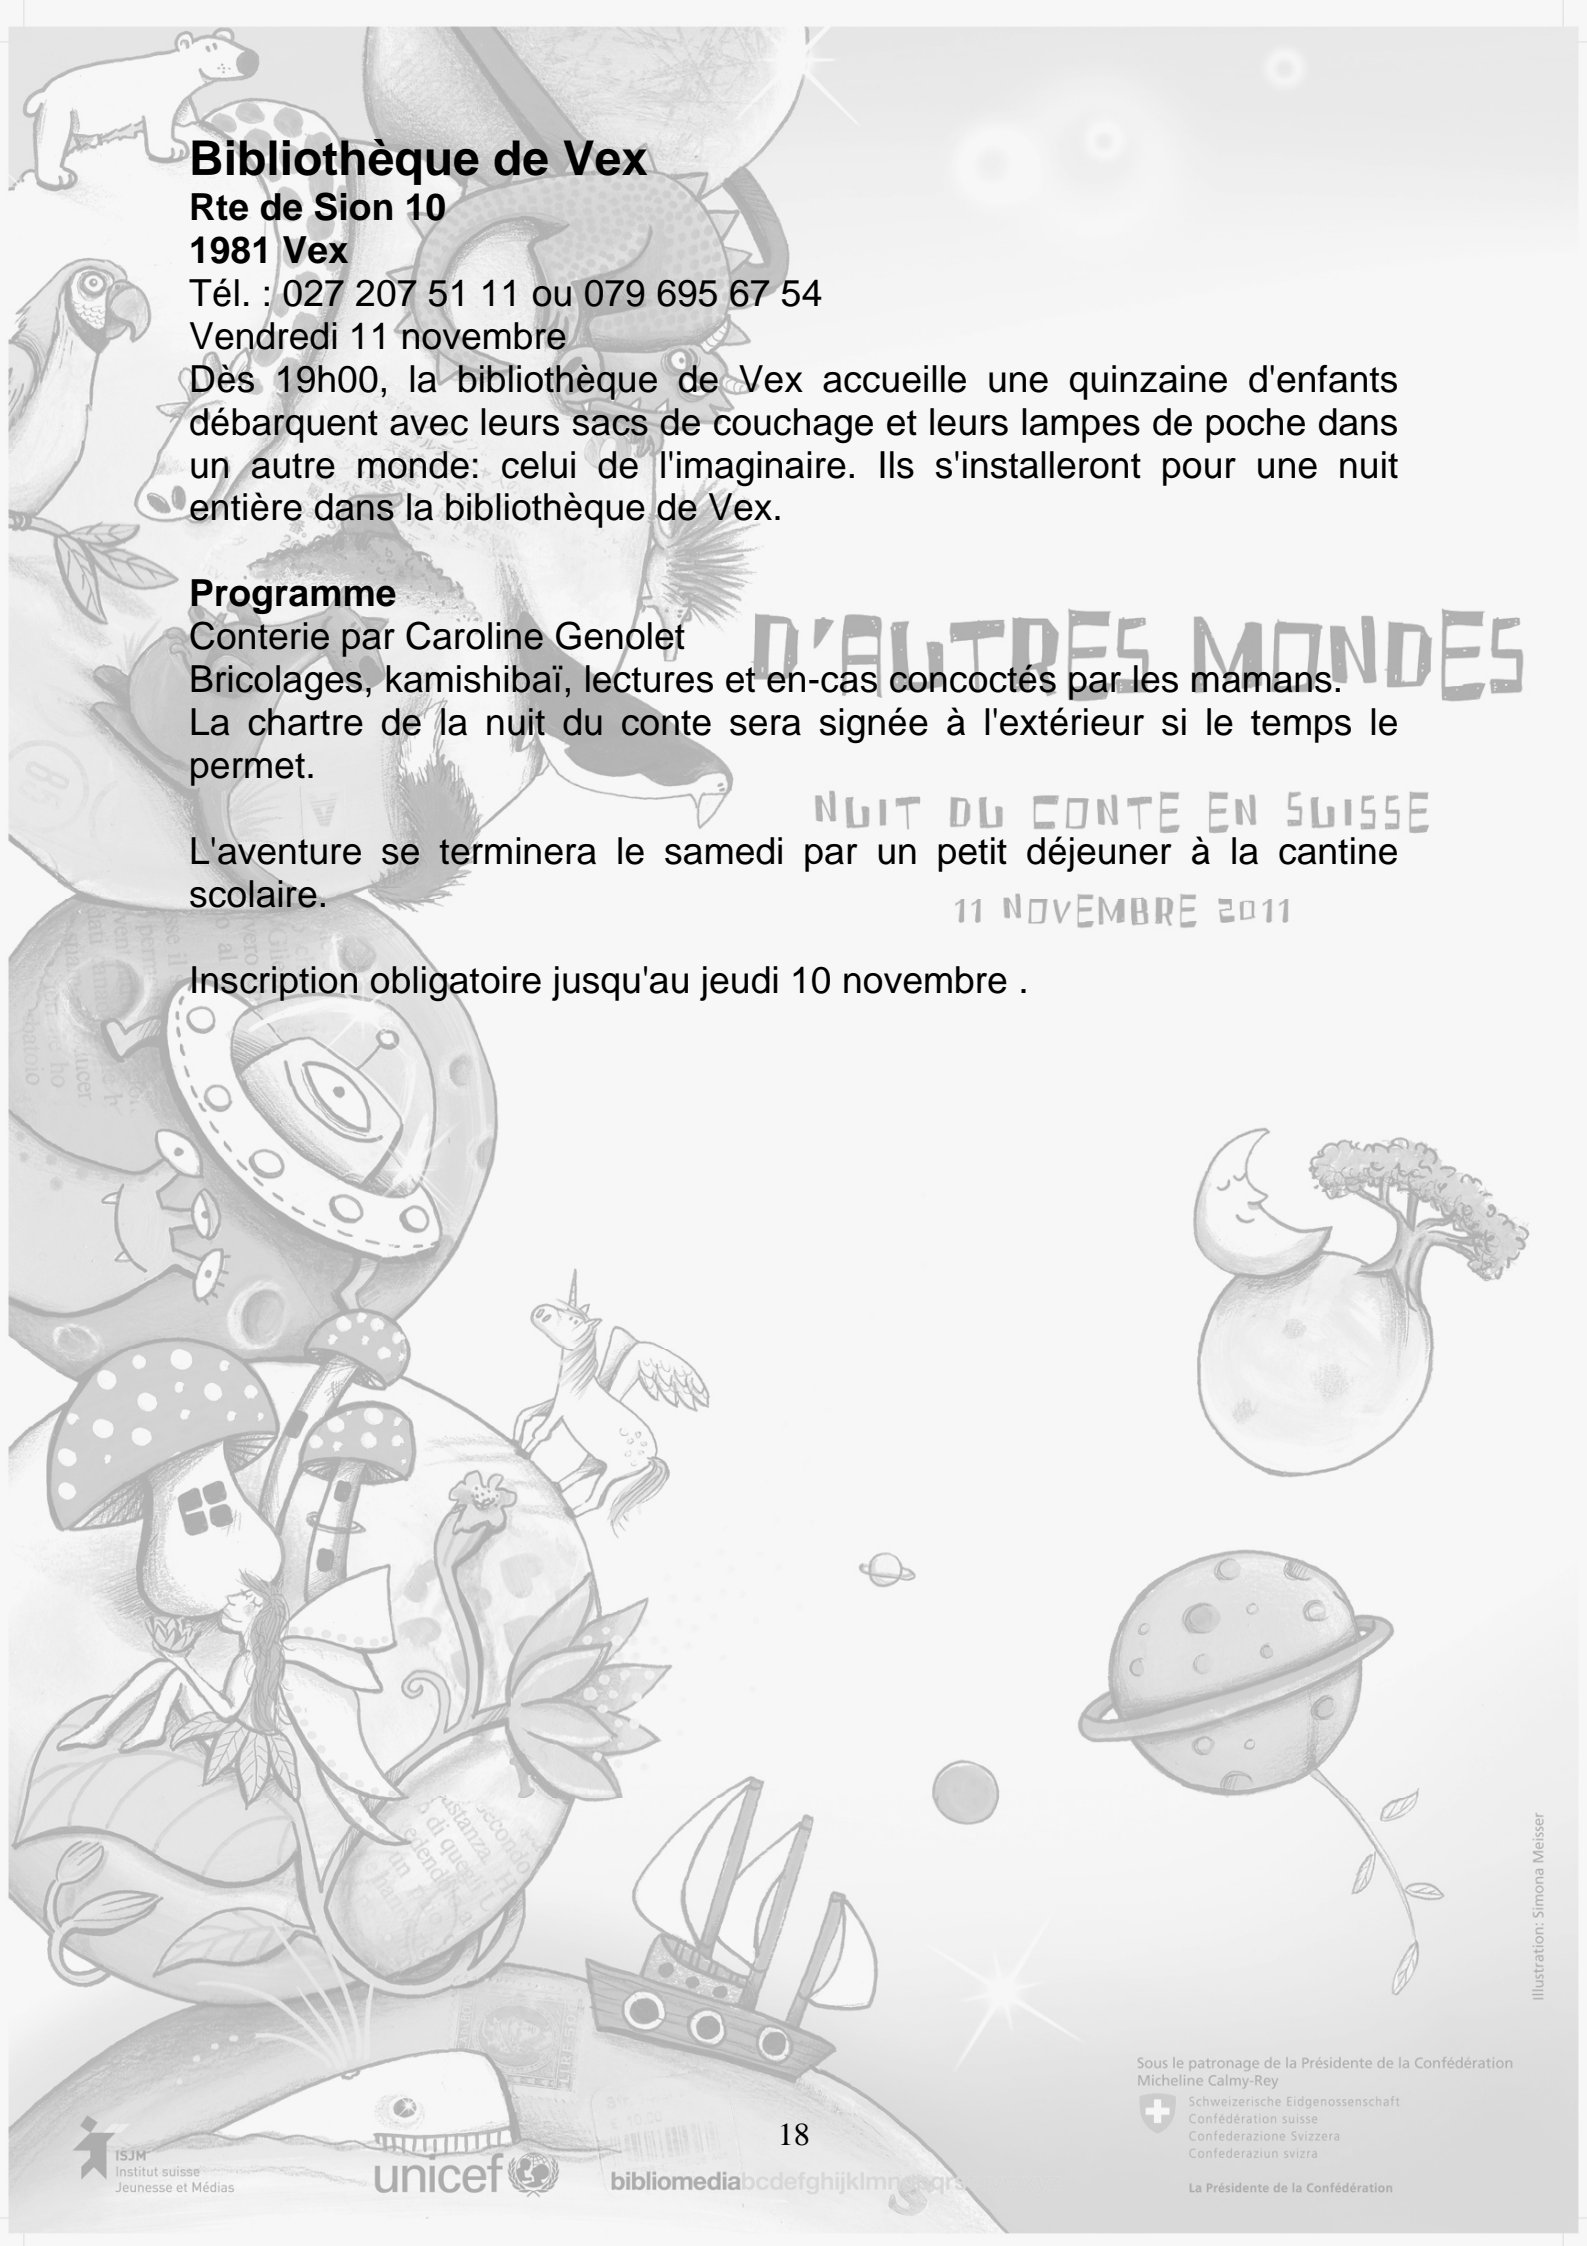 Bibliothèque de Vex
Rte de Sion 10
1981 Vex
Tél. : 027 207 51 11 ou 079 695 67 54
Vendredi 11 novembre
Dès 19h00, la bibliothèque de Vex accueille une quinzaine d'enfants
débarquent avec leurs sacs de couchage et leurs lampes de poche dans
un autre monde: celui de l'imaginaire. Ils s'installeront pour une nuit
entière dans la bibliothèque de Vex.
Programme
Conterie par Caroline Genolet
Bricolages, kamishibaï, lectures et en-cas concoctés par les mamans.
La chartre de la nuit du conte sera signée à l'extérieur si le temps le
permet.
L'aventure se terminera le samedi par un petit déjeuner à la cantine
scolaire.
Inscription obligatoire jusqu'au jeudi 10 novembre .
D'AUTRES MONDES
NUIT DU CONTE EN SUISSE
11 NOVEMBRE 2011
Illustration: Simona Meisser
Sous le patronage de la Présidente de la Confédération
Micheline Calmy-Rey
Schweizerische Eidgenossenschaft
Confédération suisse
Confederazione Svizzera
Confederaziun svizra
La Présidente de la Confédération
18
ISJM
Institut suisse
Jeunesse et Médias
unicef
bibliomediabcdefghijklmn